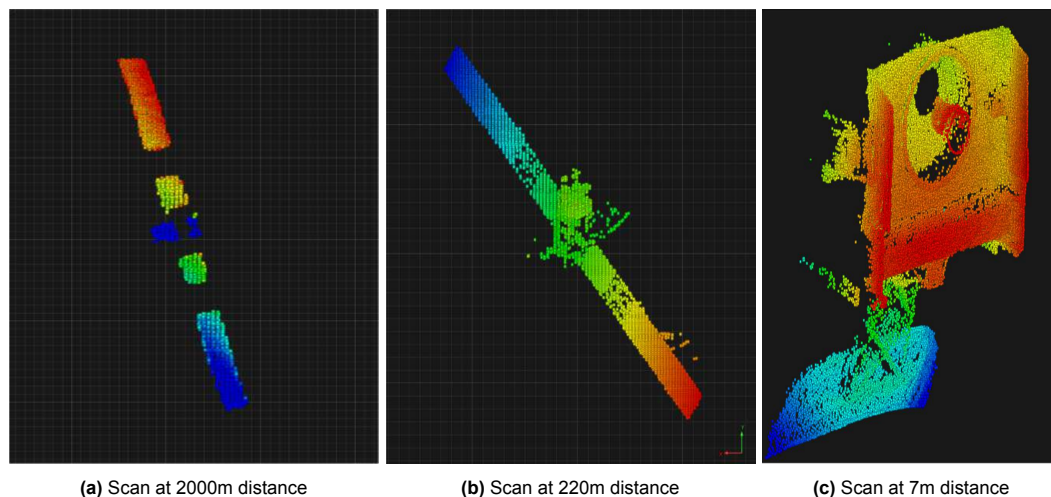 (a) Scan at 2000m distance
(b) Scan at 220m distance
(c) Scan at 7m distance